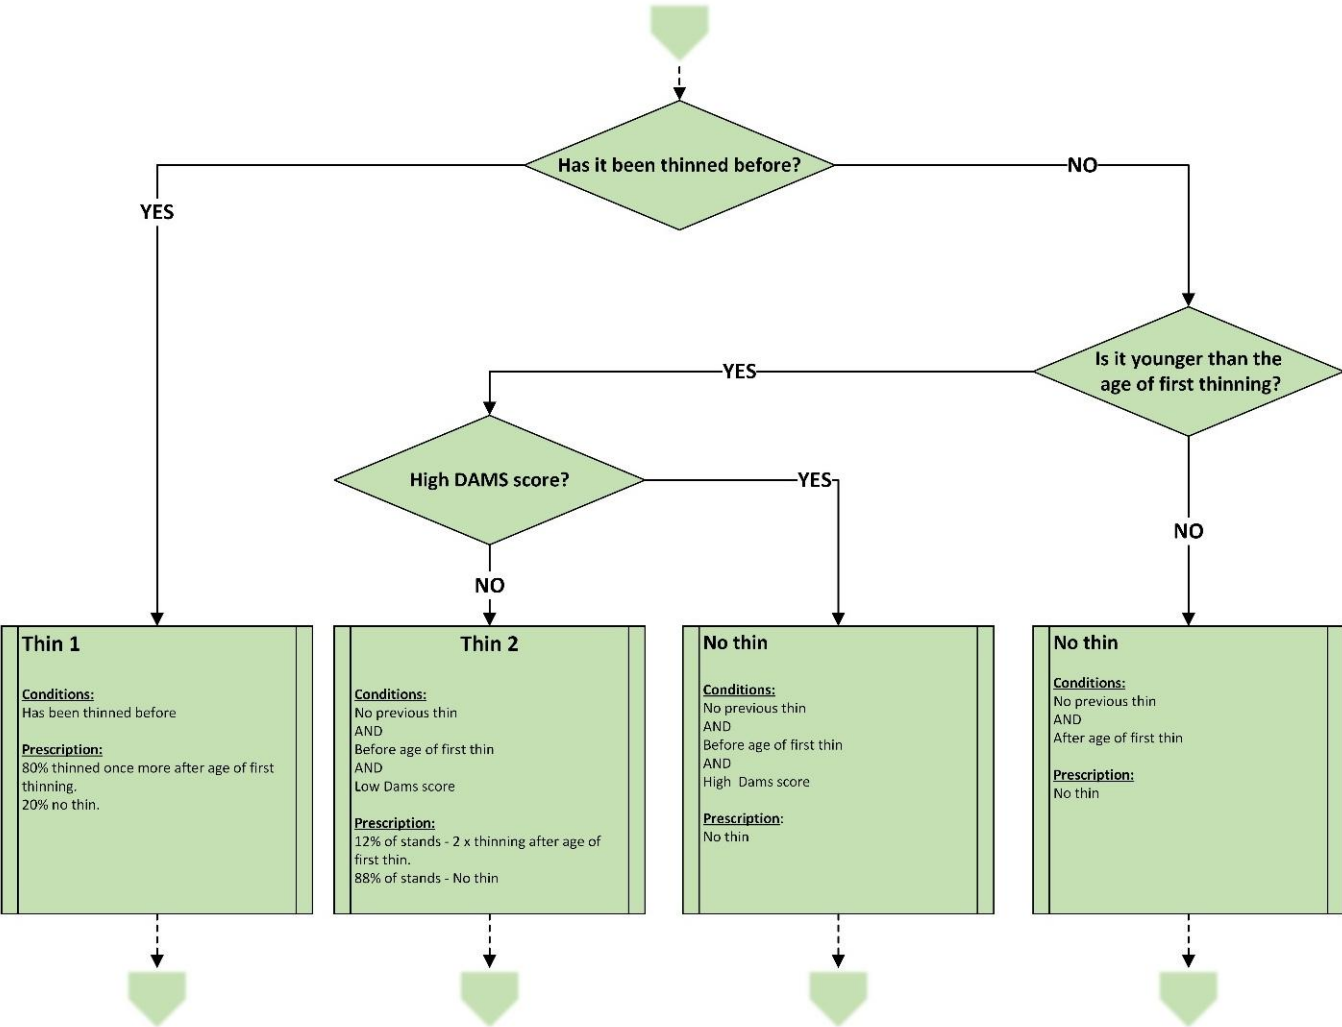 Has it been thinned before?
YES
NO
Is it younger than the
age of first thinning?
YES
High DAMS score?
YES
NO
NO
Thin 1
Conditions:
Has been thinned before
Prescription:
80% thinned once more after age of first
thinning.
20% no thin.
Thin 2
Conditions:
No previous thin
AND
Before age of first thin
AND
Low Dams score
Prescription:
12% of stands - 2 x thinning after age of
first thin.
88% of stands - No thin
No thin
Conditions:
No previous thin
AND
Before age of first thin
AND
High  Dams score
Prescription:
No thin
No thin
Conditions:
No previous thin
AND
After age of first thin
Prescription:
No thin